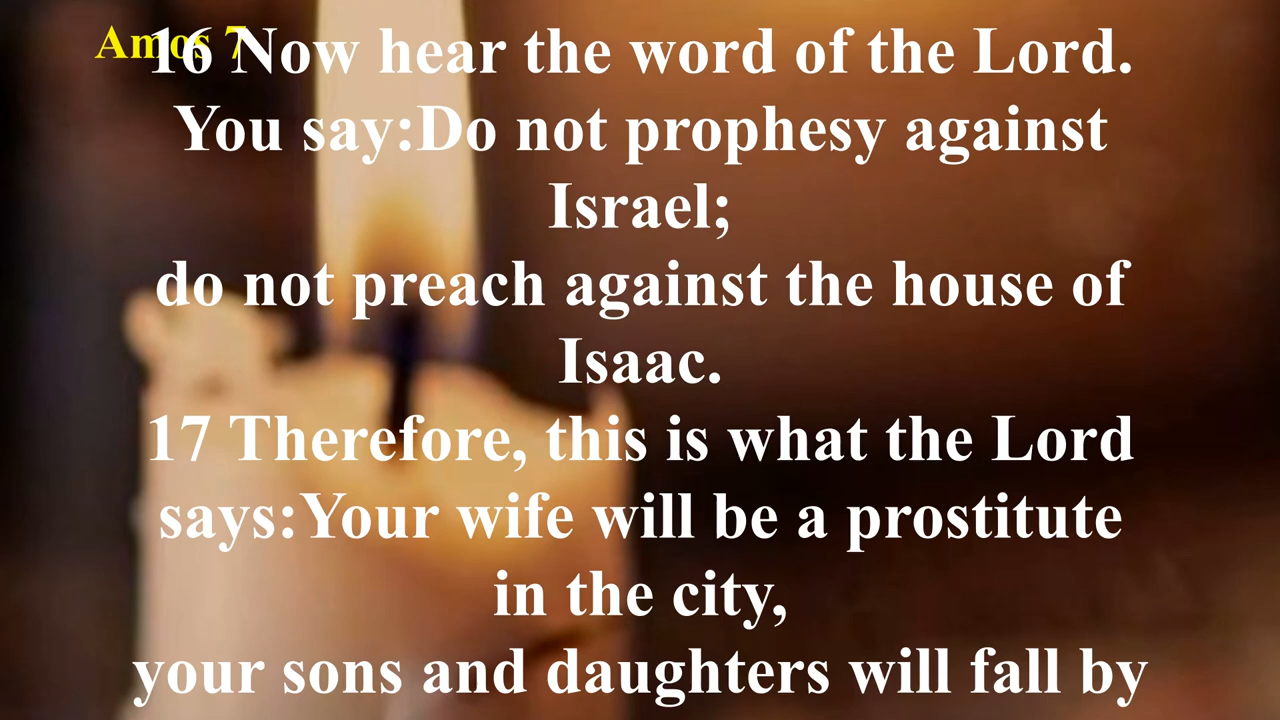 Amos 7
16 Now hear the word of the Lord.
You say:Do not prophesy against
Israel;
do not preach against the house of
Isaac.
17 Therefore, this is what the Lord
says:Your wife will be a prostitute
in the city,
your sons and daughters will fall by